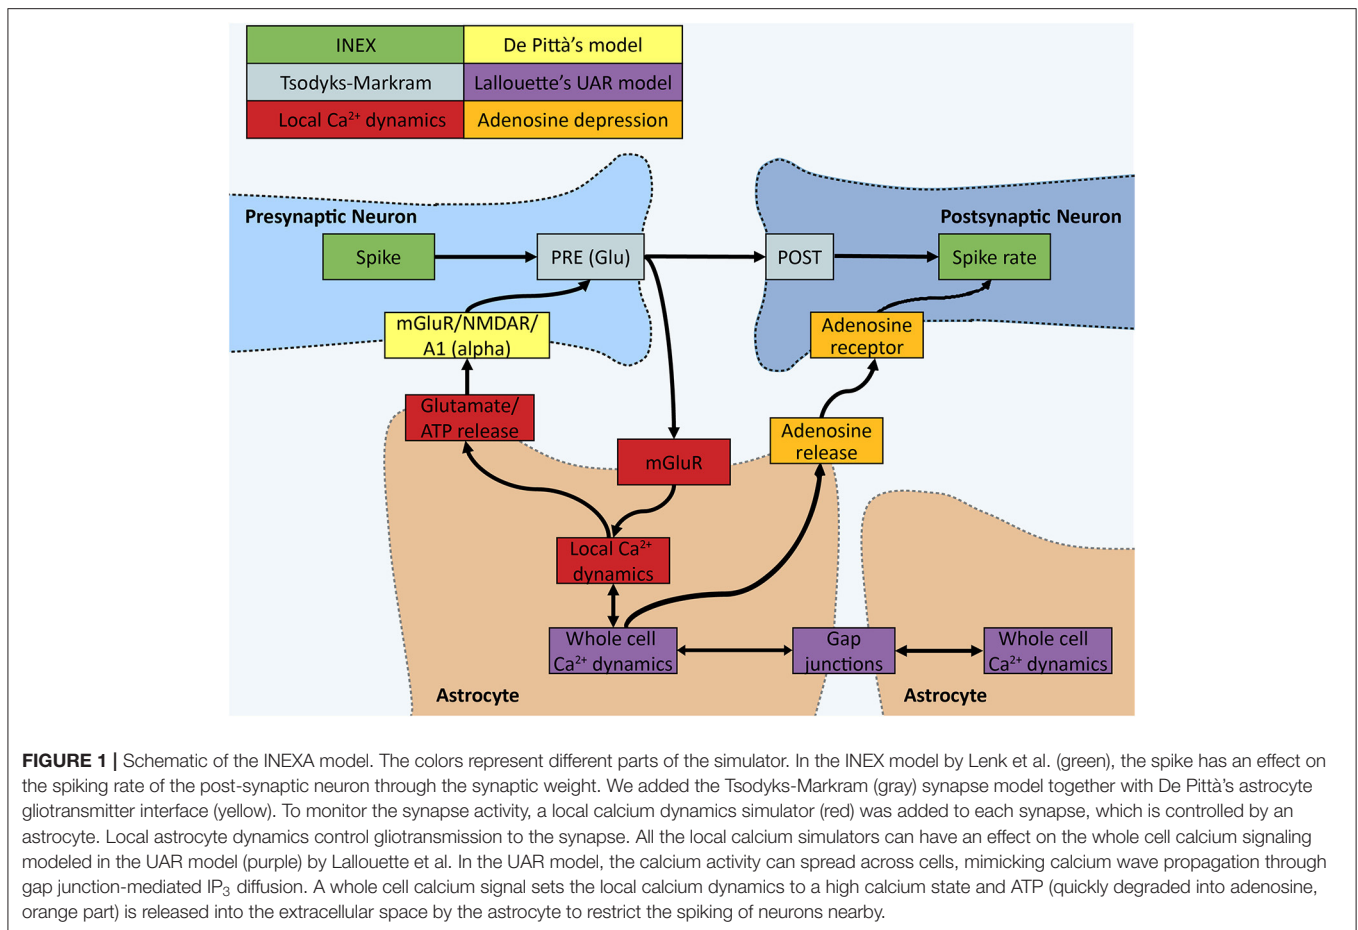 INEX
De Pittà's model
Tsodyks-Markram
Lallouette's UAR model
Local Ca²⁺ dynamics
Adenosine depression
Presynaptic Neuron
Postsynaptic Neuron
Spike
PRE (Glu)
POST
Spike rate
mGluR/NMDAR/
A1 (alpha)
Adenosine
receptor
Glutamate/
ATP release
Adenosine
release
mGluR
Local Ca²⁺
dynamics
Whole cell
Ca²⁺ dynamics
Gap
junctions
Whole cell
Ca²⁺ dynamics
Astrocyte
Astrocyte
FIGURE 1 | Schematic of the INEXA model. The colors represent different parts of the simulator. In the INEX model by Lenk et al. (green), the spike has an effect on
the spiking rate of the post-synaptic neuron through the synaptic weight. We added the Tsodyks-Markram (gray) synapse model together with De Pittà's astrocyte
gliotransmitter interface (yellow). To monitor the synapse activity, a local calcium dynamics simulator (red) was added to each synapse, which is controlled by an
astrocyte. Local astrocyte dynamics control gliotransmission to the synapse. All the local calcium simulators can have an effect on the whole cell calcium signaling
modeled in the UAR model (purple) by Lallouette et al. In the UAR model, the calcium activity can spread across cells, mimicking calcium wave propagation through
gap junction-mediated IP₃ diffusion. A whole cell calcium signal sets the local calcium dynamics to a high calcium state and ATP (quickly degraded into adenosine,
orange part) is released into the extracellular space by the astrocyte to restrict the spiking of neurons nearby.